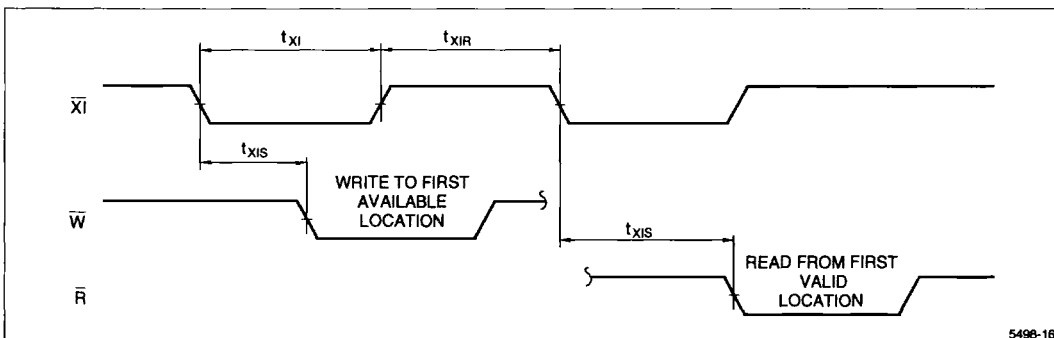 tXI
tXIR
XI
tXIS
WRITE TO FIRST
AVAILABLE
LOCATION
W
tXIS
READ FROM FIRST
VALID
LOCATION
R
5498-16